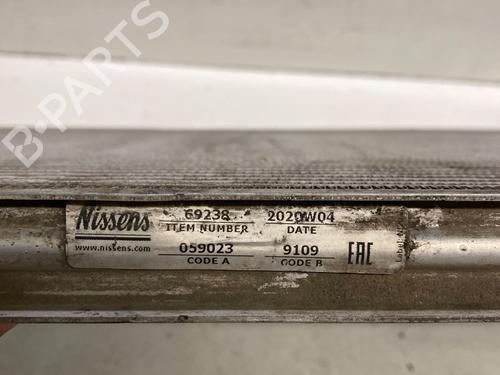 B-PARTS
Nissens
69238
2020W04
ITEM NUMBER
DATE
www.nissens.com
059023
9109
EAC
CODE A
CODE B